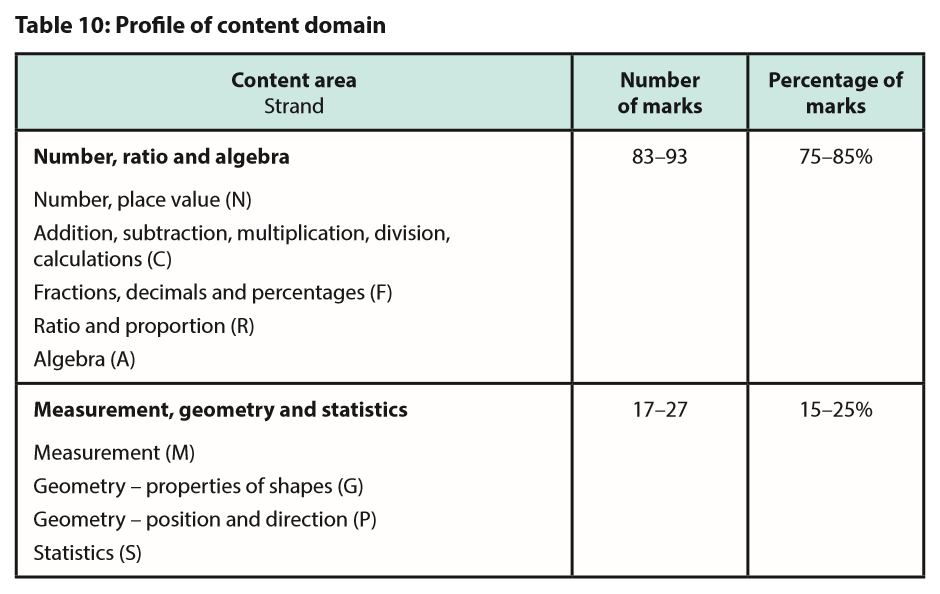 Table 10: Profile of content domain
Content area
Strand
Number
of marks
Percentage of
marks
Number, ratio and algebra
83–93
75–85%
Number, place value (N)
Addition, subtraction, multiplication, division,
calculations (C)
Fractions, decimals and percentages (F)
Ratio and proportion (R)
Algebra (A)
Measurement, geometry and statistics
17–27
15–25%
Measurement (M)
Geometry – properties of shapes (G)
Geometry – position and direction (P)
Statistics (S)